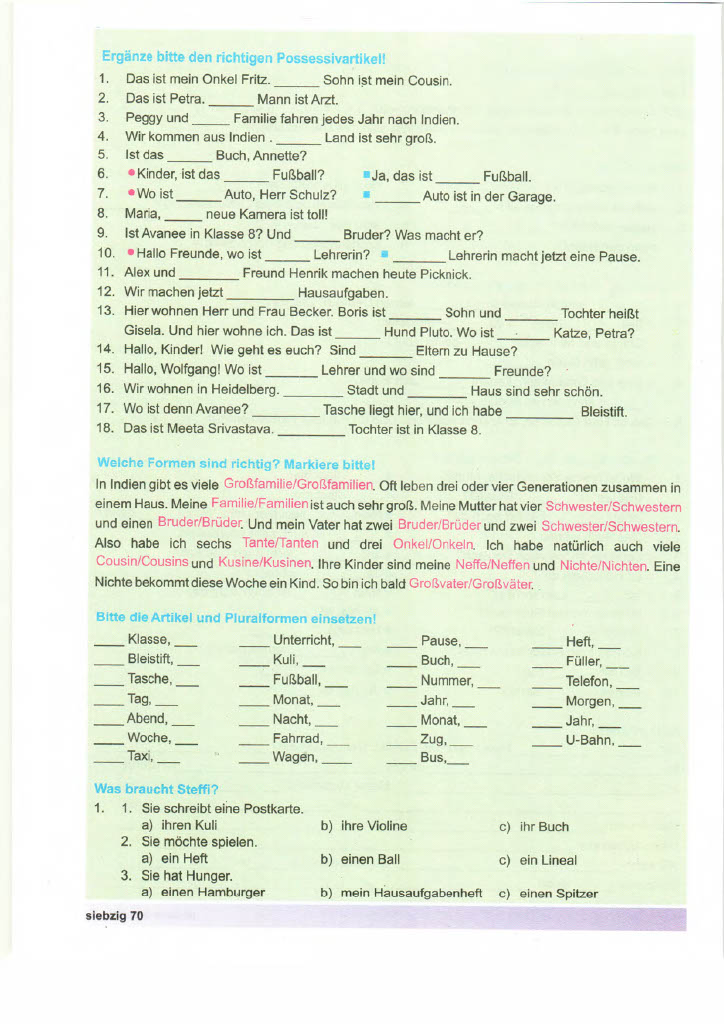 Ergänze bitte den richtigen Possessivartikel!
1. Das ist mein Onkel Fritz. ______ Sohn ist mein Cousin.
2. Das ist Petra. ______ Mann ist Arzt.
3. Peggy und _____ Familie fahren jedes Jahr nach Indien.
4. Wir kommen aus Indien . ______ Land ist sehr groß.
5. Ist das ______ Buch, Annette?
6. • Kinder, ist das ______ Fußball? ■ Ja, das ist ______ Fußball.
7. • Wo ist ______ Auto, Herr Schulz? ■ ______ Auto ist in der Garage.
8. Maria, _____ neue Kamera ist toll!
9. Ist Avanee in Klasse 8? Und ______ Bruder? Was macht er?
10. • Hallo Freunde, wo ist ______ Lehrerin? ■ _______ Lehrerin macht jetzt eine Pause.
11. Alex und ________ Freund Henrik machen heute Picknick.
12. Wir machen jetzt _________ Hausaufgaben.
13. Hier wohnen Herr und Frau Becker. Boris ist _______ Sohn und _______ Tochter heißt
Gisela. Und hier wohne ich. Das ist ______ Hund Pluto. Wo ist _______ Katze, Petra?
14. Hallo, Kinder! Wie geht es euch? Sind _______ Eltern zu Hause?
15. Hallo, Wolfgang! Wo ist _______ Lehrer und wo sind _______ Freunde?
16. Wir wohnen in Heidelberg. ________ Stadt und ________ Haus sind sehr schön.
17. Wo ist denn Avanee? _________ Tasche liegt hier, und ich habe _________ Bleistift.
18. Das ist Meeta Srivastava. _________ Tochter ist in Klasse 8.
Welche Formen sind richtig? Markiere bitte!
In Indien gibt es viele Großfamilie/Großfamilien. Oft leben drei oder vier Generationen zusammen in
einem Haus. Meine Familie/Familien ist auch sehr groß. Meine Mutter hat vier Schwester/Schwestern
und einen Bruder/Brüder. Und mein Vater hat zwei Bruder/Brüder und zwei Schwester/Schwestern.
Also habe ich sechs Tante/Tanten und drei Onkel/Onkeln. Ich habe natürlich auch viele
Cousin/Cousins und Kusine/Kusinen. Ihre Kinder sind meine Neffe/Neffen und Nichte/Nichten. Eine
Nichte bekommt diese Woche ein Kind. So bin ich bald Großvater/Großväter.
Bitte die Artikel und Pluralformen einsetzen!
____ Klasse, ___ ____ Unterricht, ___ ____ Pause, ___ ____ Heft, ___
____ Bleistift, ___ ____ Kuli, ___ ____ Buch, ___ ____ Füller, ___
____ Tasche, ___ ____ Fußball, ___ ____ Nummer, ___ ____ Telefon, ___
____ Tag, ___ ____ Monat, ___ ____ Jahr, ___ ____ Morgen, ___
____ Abend, ___ ____ Nacht, ___ ____ Monat, ___ ____ Jahr, ___
____ Woche, ___ ____ Fahrrad, ___ ____ Zug, ___ ____ U-Bahn, ___
____ Taxi, ___ ____ Wagen, ___ ____ Bus,___
Was braucht Steffi?
1. 1. Sie schreibt eine Postkarte.
a) ihren Kuli b) ihre Violine c) ihr Buch
2. Sie möchte spielen.
a) ein Heft b) einen Ball c) ein Lineal
3. Sie hat Hunger.
a) einen Hamburger b) mein Hausaufgabenheft c) einen Spitzer
siebzig 70